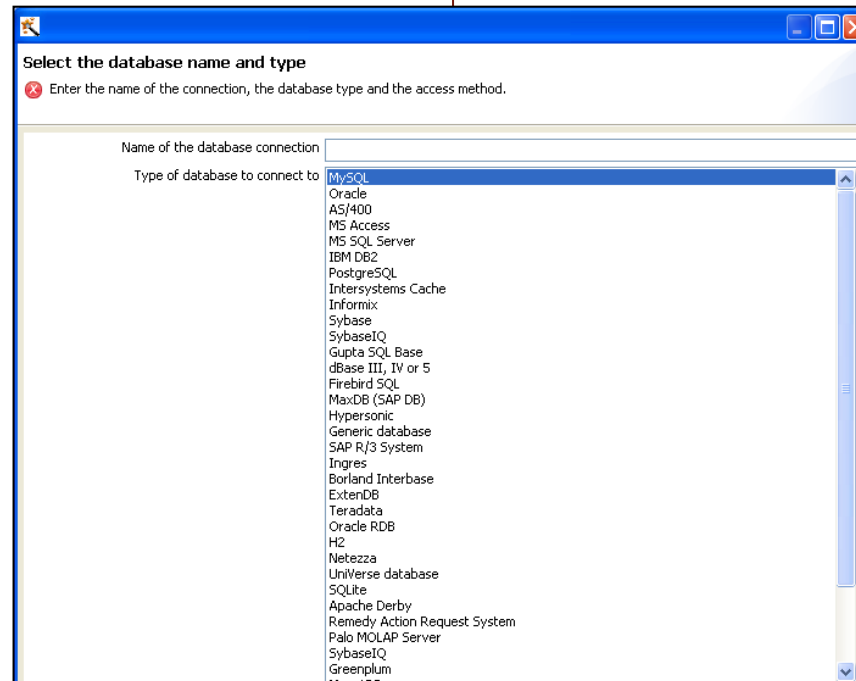 Select the database name and type
Enter the name of the connection, the database type and the access method.
Name of the database connection
Type of database to connect to
MySQL
Oracle
AS/400
MS Access
MS SQL Server
IBM DB2
PostgreSQL
Intersystems Cache
Informix
Sybase
SybaseIQ
Gupta SQL Base
dBase III, IV or 5
Firebird SQL
MaxDB (SAP DB)
Hypersonic
Generic database
SAP R/3 System
Ingres
Borland Interbase
ExtenDB
Teradata
Oracle RDB
H2
Netezza
UniVerse database
SQLite
Apache Derby
Remedy Action Request System
Palo MOLAP Server
SybaseIQ
Greenplum